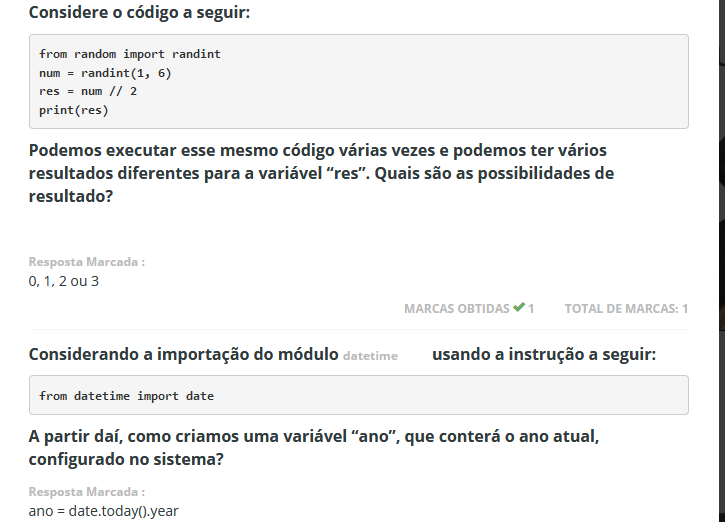 Considere o código a seguir:
from random import randint
num = randint(1, 6)
res = num // 2
print(res)
Podemos executar esse mesmo código várias vezes e podemos ter vários
resultados diferentes para a variável “res”. Quais são as possibilidades de
resultado?
Resposta Marcada :
0, 1, 2 ou 3
MARCAS OBTIDAS ✔ 1 TOTAL DE MARCAS: 1
Considerando a importação do módulo datetime usando a instrução a seguir:
from datetime import date
A partir daí, como criamos uma variável “ano”, que conterá o ano atual,
configurado no sistema?
Resposta Marcada :
ano = date.today().year